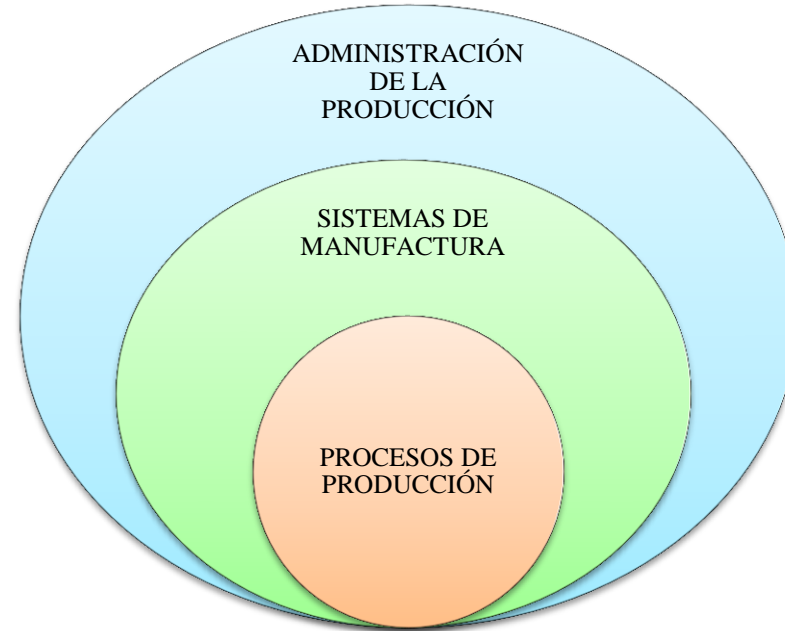 ADMINISTRACIÓN
DE LA
PRODUCCIÓN
SISTEMAS DE
MANUFACTURA
PROCESOS DE
PRODUCCIÓN